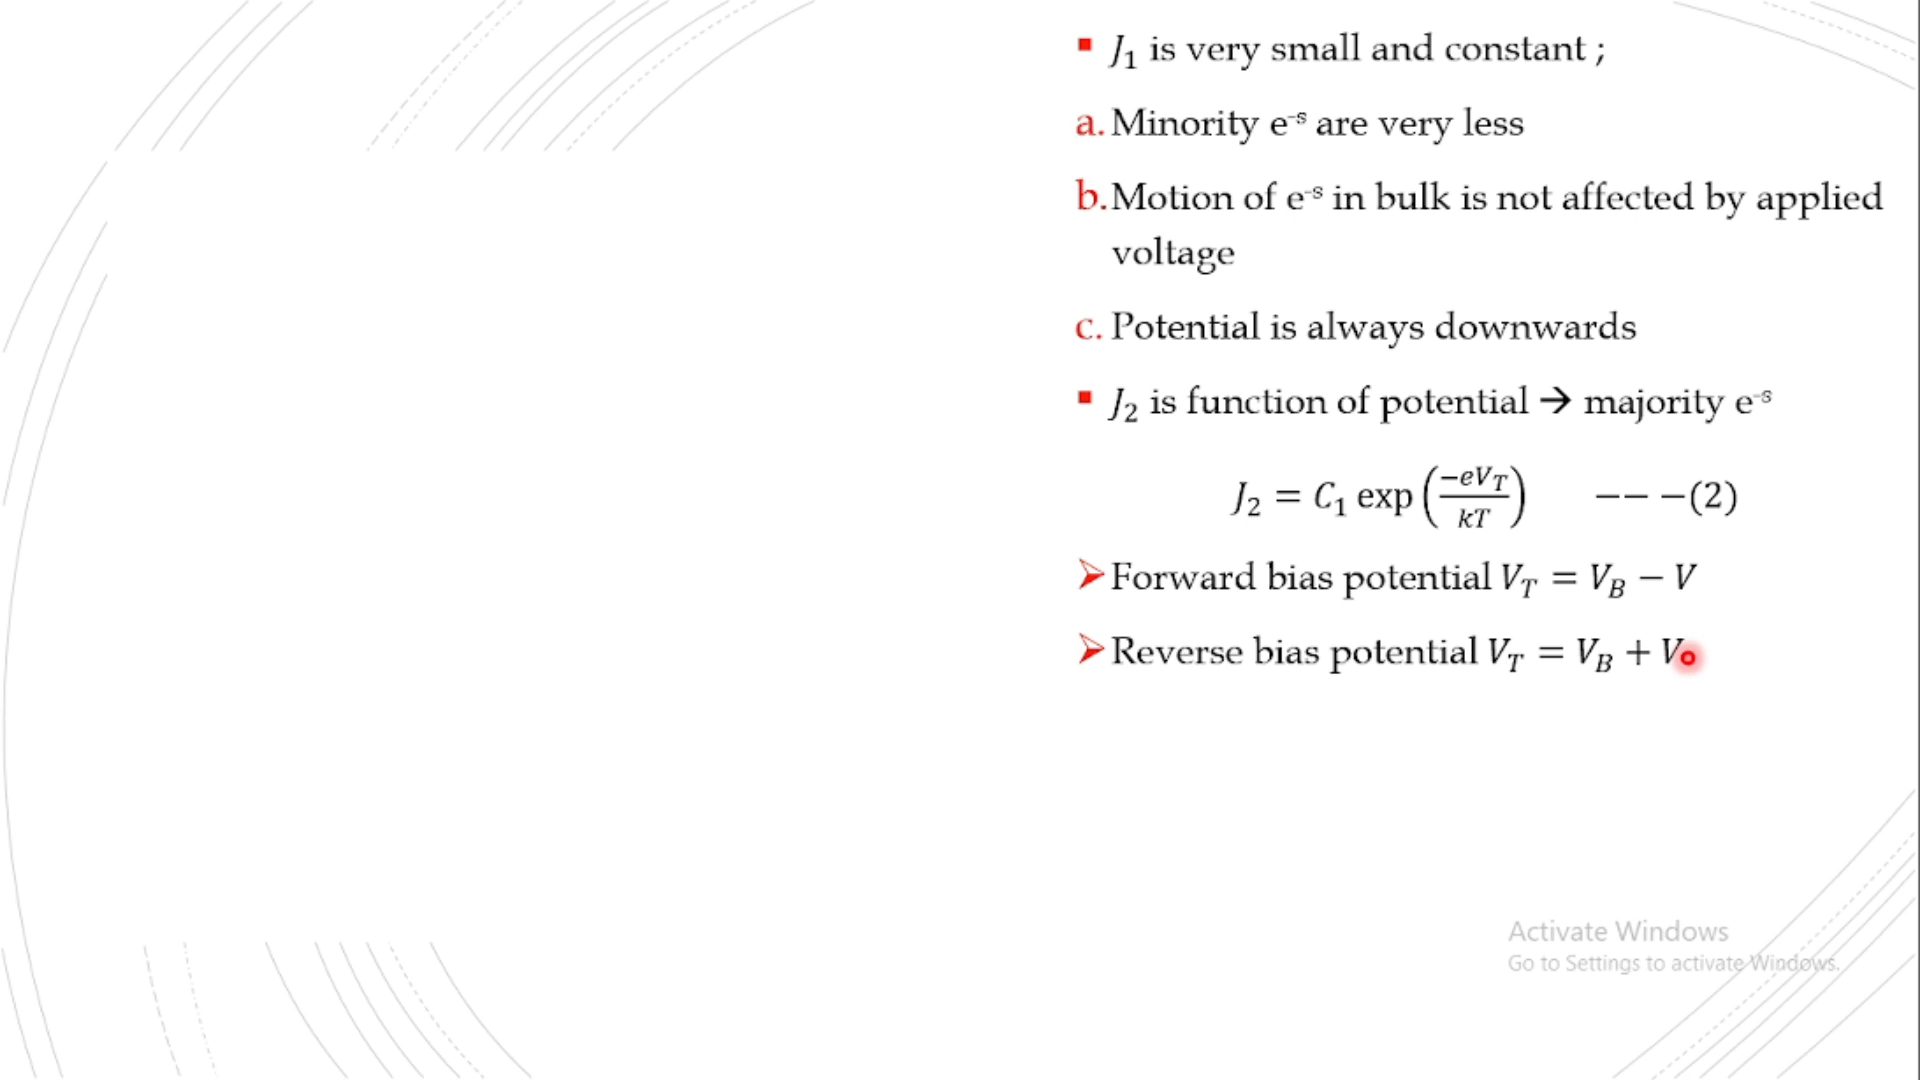 J₁ is very small and constant ;
a. Minority e⁻ˢ are very less
b. Motion of e⁻ˢ in bulk is not affected by applied
voltage
c. Potential is always downwards
J₂ is function of potential → majority e⁻ˢ
J₂ = C₁ exp (−eV_T / kT) −− −(2)
Forward bias potential V_T = V_B − V
Reverse bias potential V_T = V_B + V
Activate Windows
Go to Settings to activate Windows.